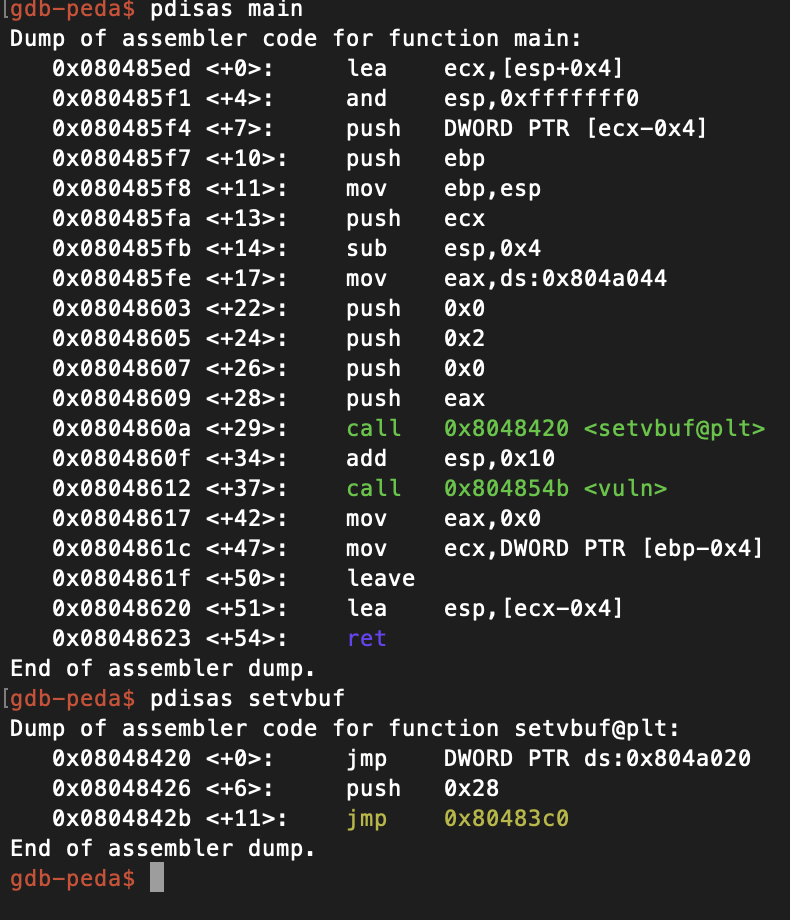 [gdb-peda$ pdisas main
Dump of assembler code for function main:
   0x080485ed <+0>:     lea    ecx,[esp+0x4]
   0x080485f1 <+4>:     and    esp,0xfffffff0
   0x080485f4 <+7>:     push   DWORD PTR [ecx-0x4]
   0x080485f7 <+10>:    push   ebp
   0x080485f8 <+11>:    mov    ebp,esp
   0x080485fa <+13>:    push   ecx
   0x080485fb <+14>:    sub    esp,0x4
   0x080485fe <+17>:    mov    eax,ds:0x804a044
   0x08048603 <+22>:    push   0x0
   0x08048605 <+24>:    push   0x2
   0x08048607 <+26>:    push   0x0
   0x08048609 <+28>:    push   eax
   0x0804860a <+29>:    call   0x8048420 <setvbuf@plt>
   0x0804860f <+34>:    add    esp,0x10
   0x08048612 <+37>:    call   0x804854b <vuln>
   0x08048617 <+42>:    mov    eax,0x0
   0x0804861c <+47>:    mov    ecx,DWORD PTR [ebp-0x4]
   0x0804861f <+50>:    leave
   0x08048620 <+51>:    lea    esp,[ecx-0x4]
   0x08048623 <+54>:    ret
End of assembler dump.
[gdb-peda$ pdisas setvbuf
Dump of assembler code for function setvbuf@plt:
   0x08048420 <+0>:     jmp    DWORD PTR ds:0x804a020
   0x08048426 <+6>:     push   0x28
   0x0804842b <+11>:    jmp    0x80483c0
End of assembler dump.
gdb-peda$